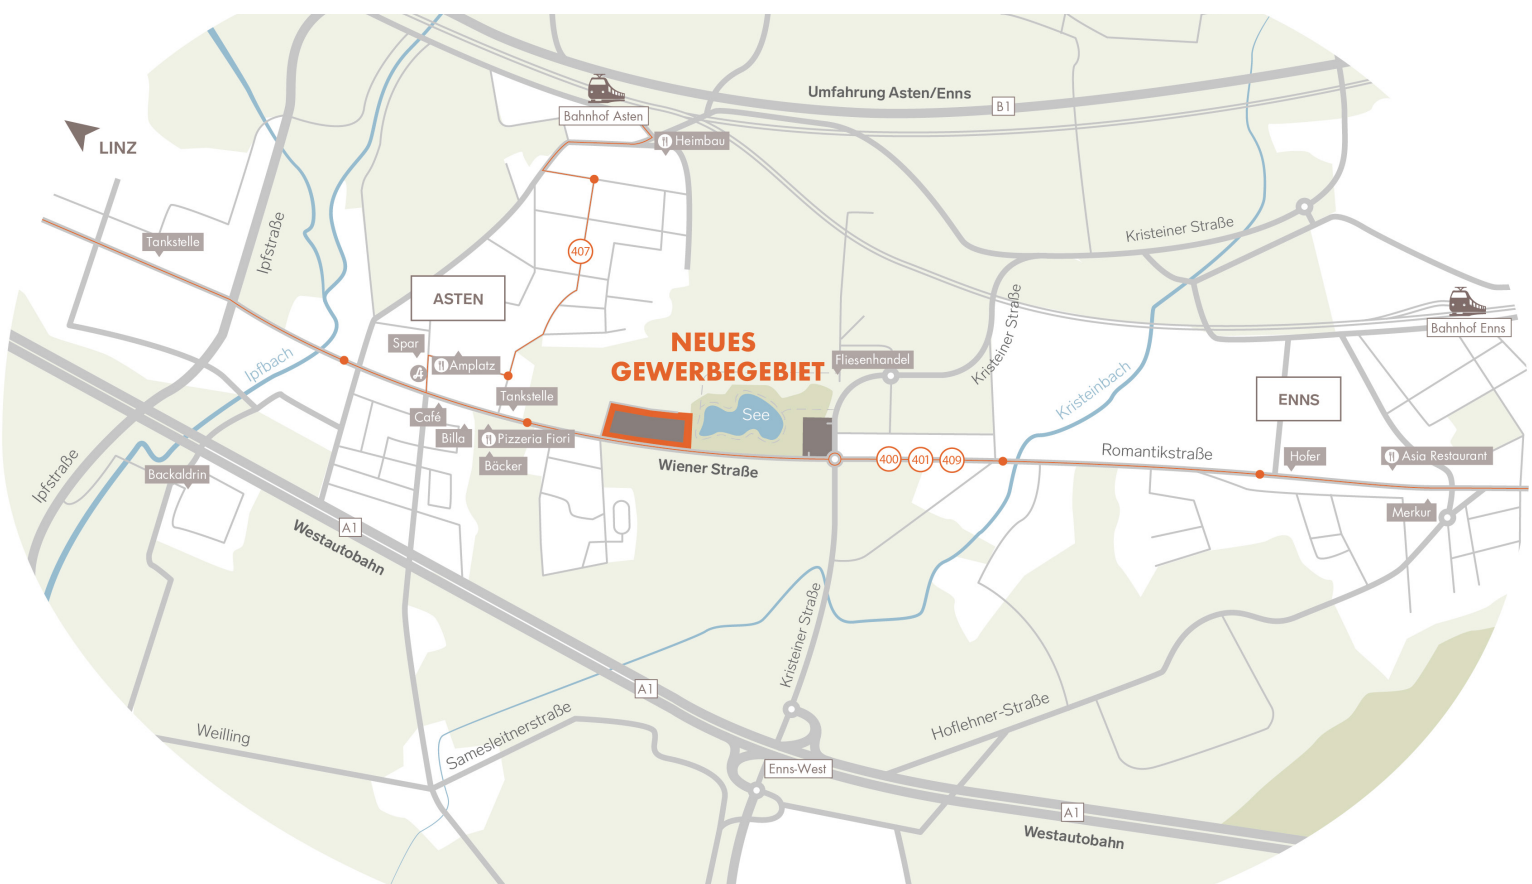 Umfahrung Asten/Enns
B1
Bahnhof Asten
Heimbau
LINZ
Tankstelle
Ipfstraße
407
Kristeiner Straße
ASTEN
Kristeiner Straße
Bahnhof Enns
Spar
Amplatz
Ipfbach
NEUES
GEWERBEGEBIET
Fliesenhandel
Kristeinbach
ENNS
Tankstelle
Café
See
Billa
Pizzeria Fiori
Bäcker
Wiener Straße
400
401
409
Romantikstraße
Hofer
Asia Restaurant
Ipfstraße
Backaldrin
Merkur
A1
Westautobahn
Kristeiner Straße
A1
Weilling
Samesleitnerstraße
Hoflehner-Straße
Enns-West
A1
Westautobahn